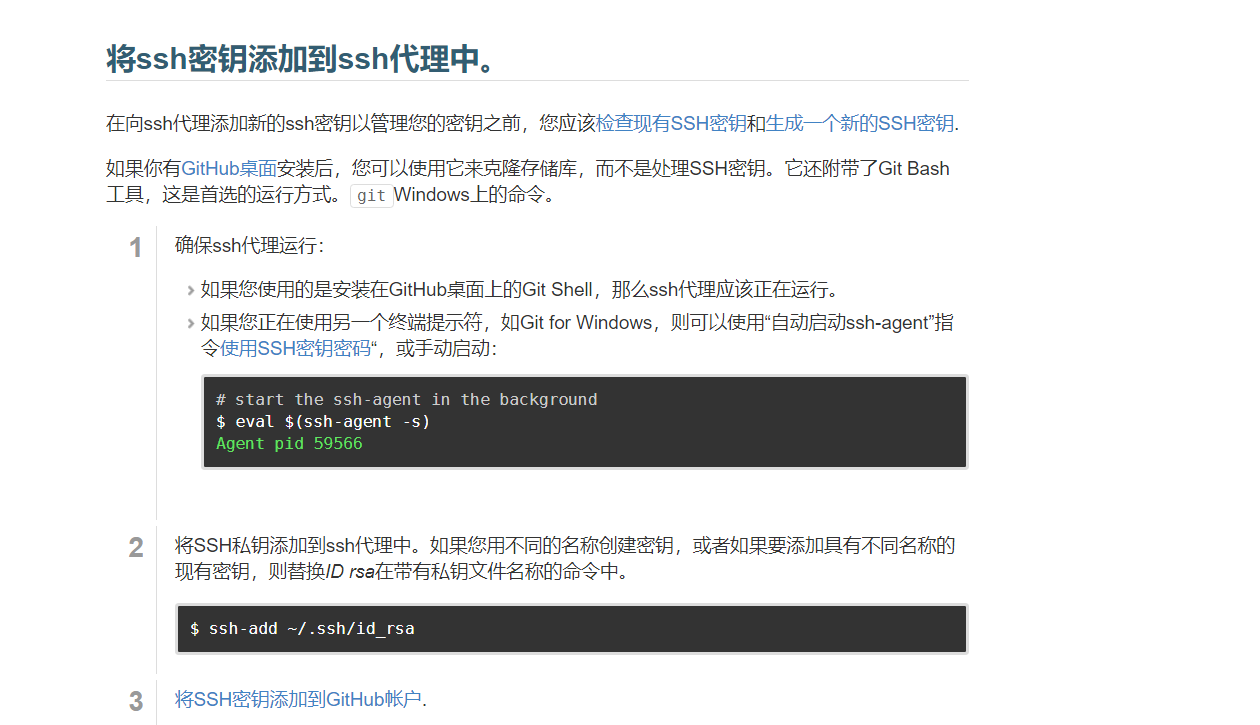 将ssh密钥添加到ssh代理中。
在向ssh代理添加新的ssh密钥以管理您的密钥之前，您应该检查现有SSH密钥和生成一个新的SSH密钥.
如果你有GitHub桌面安装后，您可以使用它来克隆存储库，而不是处理SSH密钥。它还附带了Git Bash
工具，这是首选的运行方式。git Windows上的命令。
1 确保ssh代理运行：
› 如果您使用的是安装在GitHub桌面上的Git Shell，那么ssh代理应该正在运行。
› 如果您正在使用另一个终端提示符，如Git for Windows，则可以使用“自动启动ssh-agent”指
令使用SSH密钥密码“，或手动启动：
# start the ssh-agent in the background
$ eval $(ssh-agent -s)
Agent pid 59566
2 将SSH私钥添加到ssh代理中。如果您用不同的名称创建密钥，或者如果要添加具有不同名称的
现有密钥，则替换ID rsa在带有私钥文件名称的命令中。
$ ssh-add ~/.ssh/id_rsa
3 将SSH密钥添加到GitHub帐户.